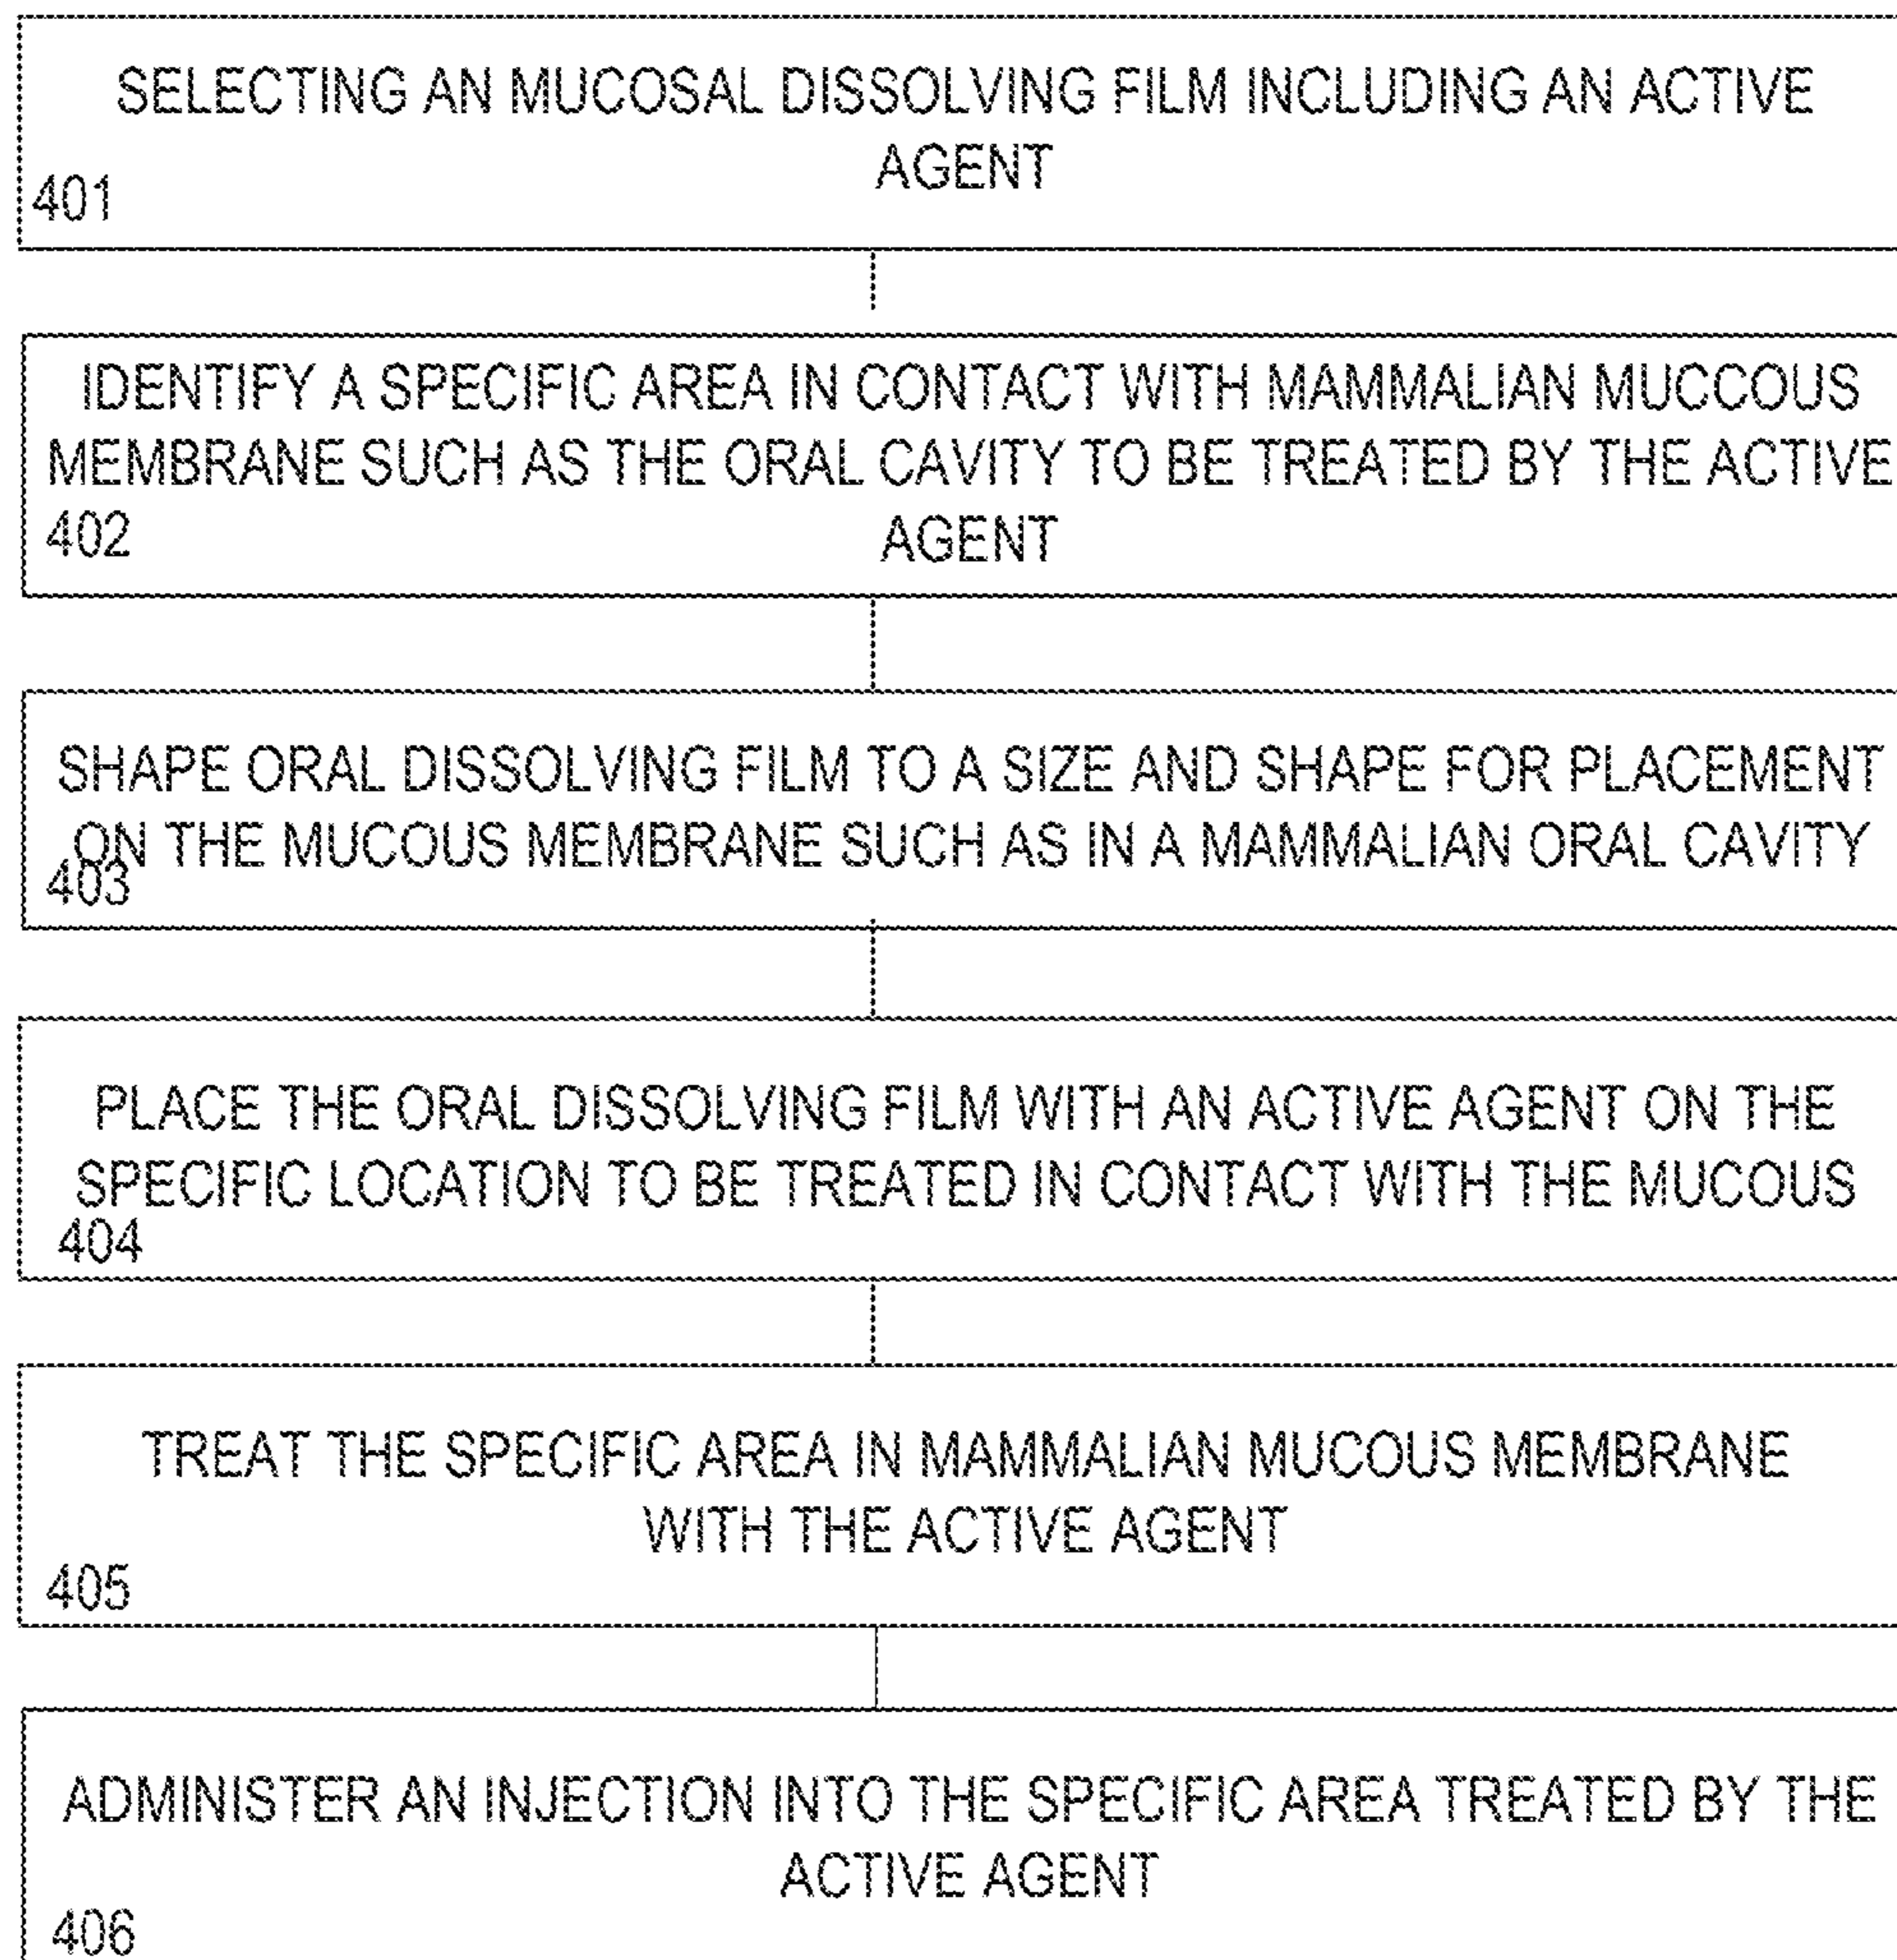 SELECTING AN MUCOSAL DISSOLVING FILM INCLUDING AN ACTIVE
AGENT
401
IDENTIFY A SPECIFIC AREA IN CONTACT WITH MAMMALIAN MUCCOUS
MEMBRANE SUCH AS THE ORAL CAVITY TO BE TREATED BY THE ACTIVE
AGENT
402
SHAPE ORAL DISSOLVING FILM TO A SIZE AND SHAPE FOR PLACEMENT
ON THE MUCOUS MEMBRANE SUCH AS IN A MAMMALIAN ORAL CAVITY
403
PLACE THE ORAL DISSOLVING FILM WITH AN ACTIVE AGENT ON THE
SPECIFIC LOCATION TO BE TREATED IN CONTACT WITH THE MUCOUS
404
TREAT THE SPECIFIC AREA IN MAMMALIAN MUCOUS MEMBRANE
WITH THE ACTIVE AGENT
405
ADMINISTER AN INJECTION INTO THE SPECIFIC AREA TREATED BY THE
ACTIVE AGENT
406